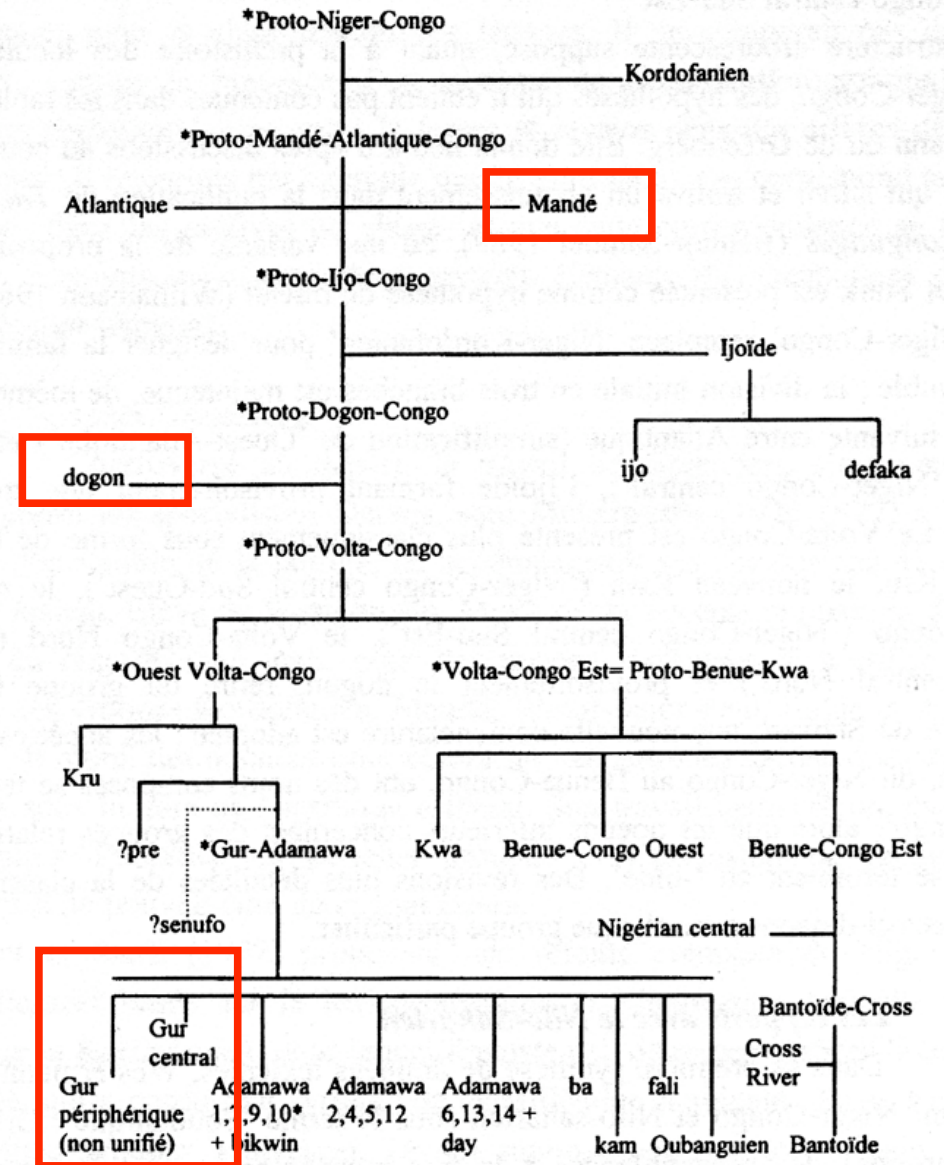 *Proto-Niger-Congo
Kordofanien
*Proto-Mandé-Atlantique-Congo
Atlantique
Mandé
*Proto-Ijọ-Congo
Ijoïde
*Proto-Dogon-Congo
ijọ
defaka
dogon
*Proto-Volta-Congo
*Ouest Volta-Congo
*Volta-Congo Est= Proto-Benue-Kwa
Kru
?pre
*Gur-Adamawa
Kwa
Benue-Congo Ouest
Benue-Congo Est
?senufo
Nigérian central
Bantoïde-Cross
Gur
central
Cross
River
Gur
périphérique
(non unifié)
Adamawa
+ bikwin
Adamawa
2,4,5,12
Adamawa
6,13,14 +
day
ba
fali
kam
Oubanguien
Bantoïde